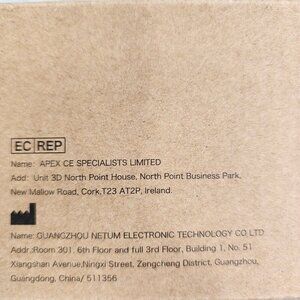 EC REP
Name: APEX CE SPECIALISTS LIMITED
Add: Unit 3D North Point House, North Point Business Park,
New Mallow Road, Cork,T23 AT2P, Ireland.
Name: GUANGZHOU NETUM ELECTRONIC TECHNOLOGY CO LTD
Addr:Room 301, 6th Floor and full 3rd Floor, Building 1, No. 51
Xiangshan Avenue,Ningxi Street, Zengcheng District, Guangzhou,
Guangdong, China/ 511356